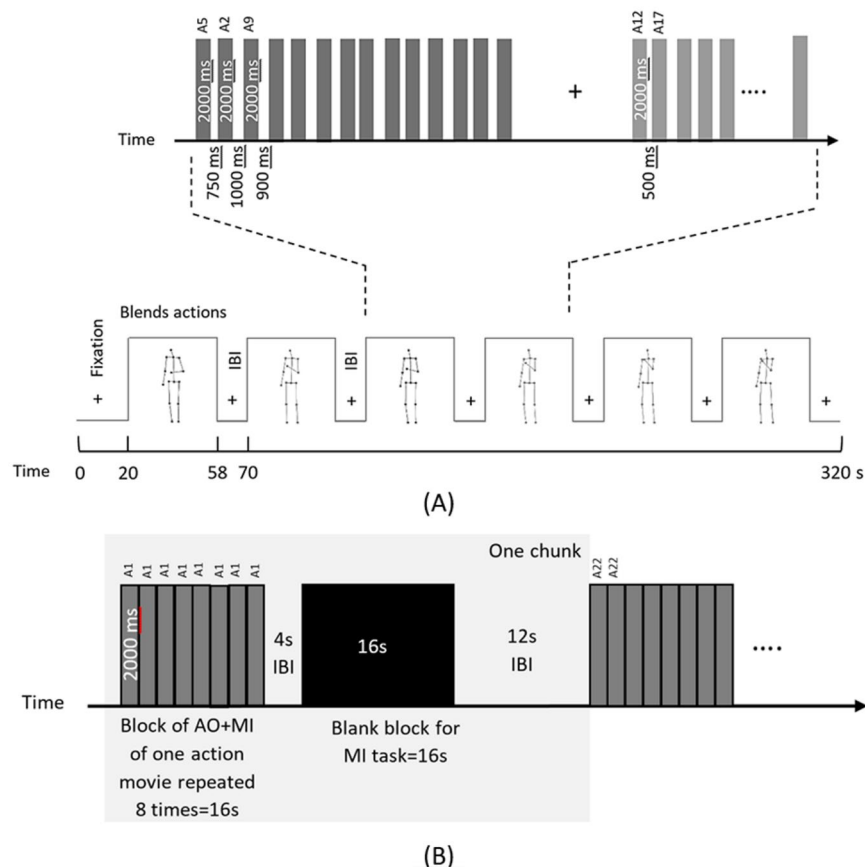 A5
A2
A9
A12
A17
2000 ms
2000 ms
2000 ms
+
2000 ms
....
Time
750 ms
1000 ms
900 ms
500 ms
Blends actions
Fixation
IBI
IBI
+
+
+
+
+
+
+
Time
0
20
58
70
320 s
(A)
One chunk
A1
A1
A1
A1
A1
A1
A1
A1
A22
A22
2000 ms
4s
IBI
16s
12s
IBI
....
Time
Block of AO+MI
of one action
movie repeated
8 times=16s
Blank block for
MI task=16s
(B)